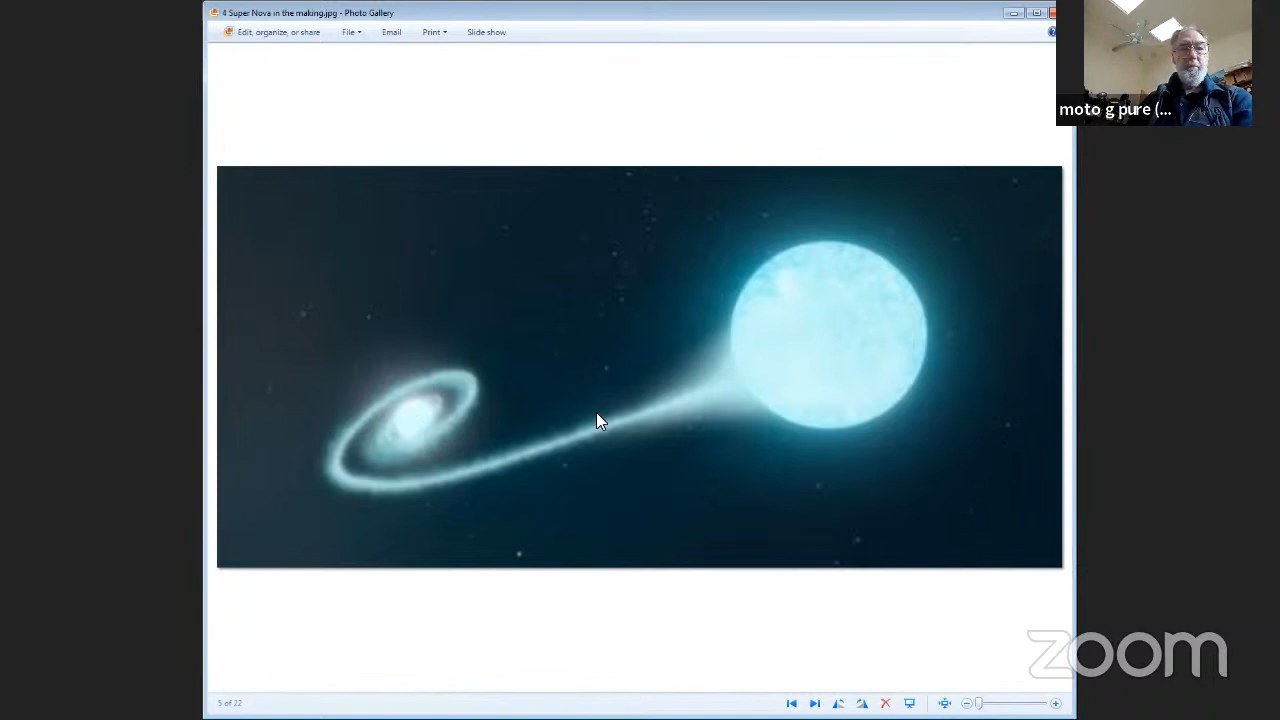 4 Super Nova in the making.jpg - Photo Gallery
Edit, organize, or share File Email Print Slide show
moto g pure (...
zoom
5 of 22